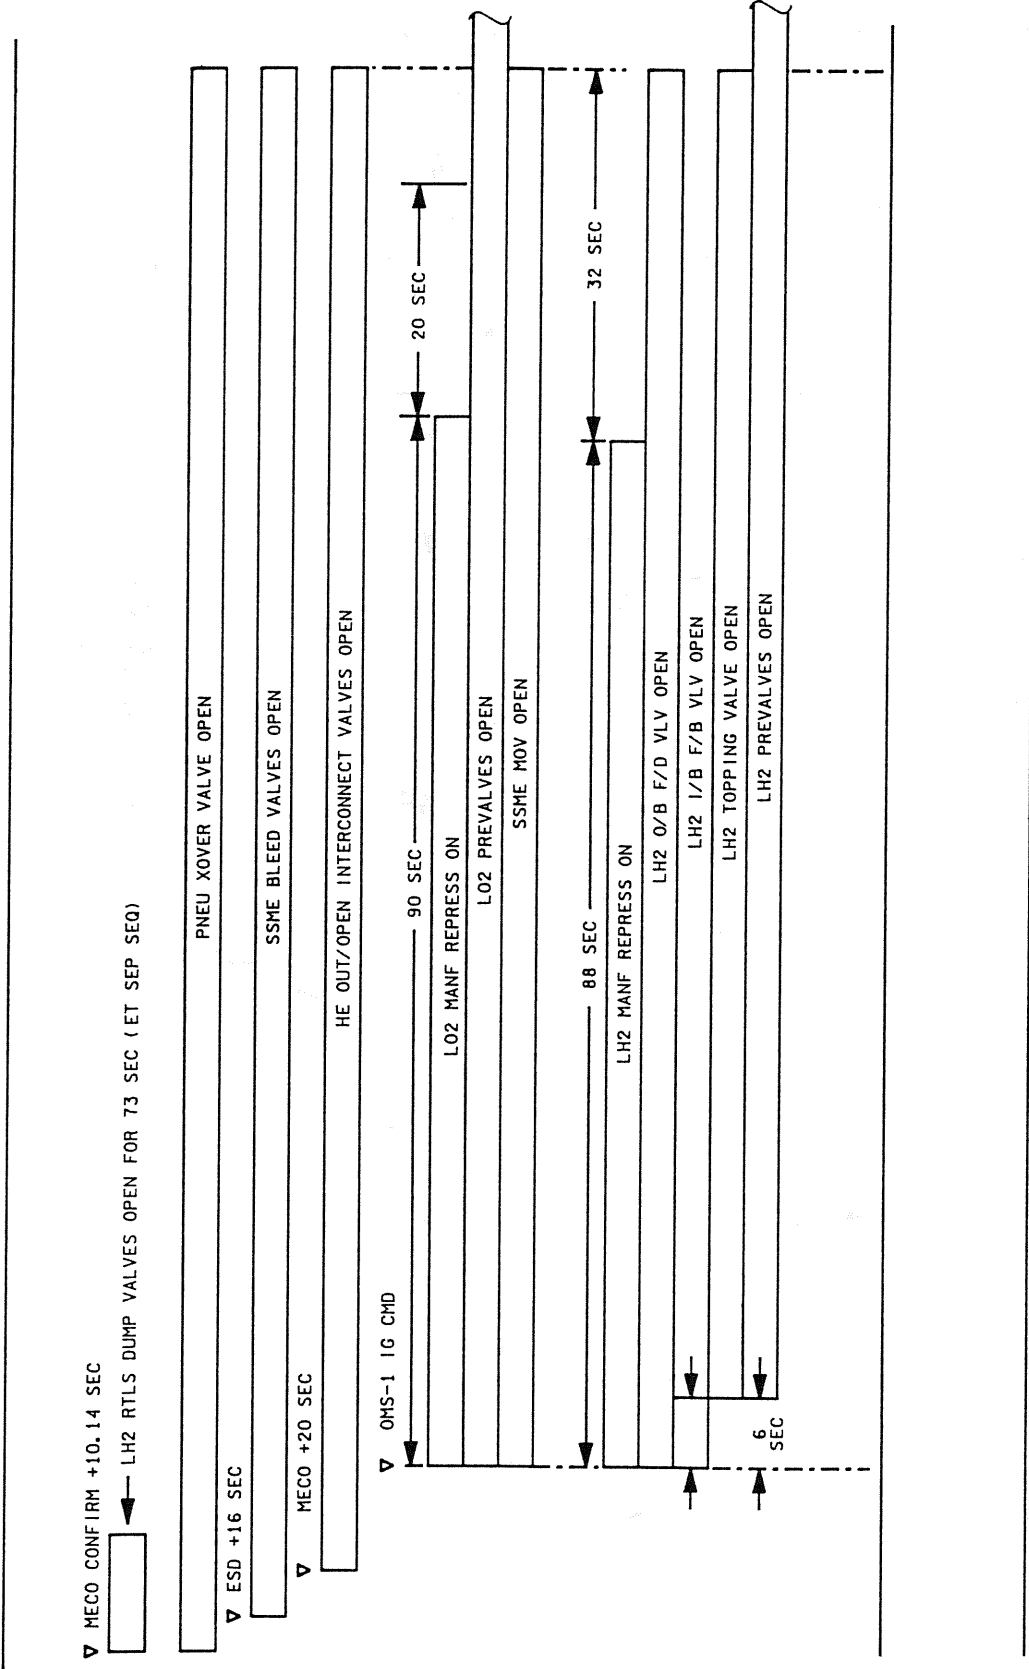 MECO CONFIRM +10.14 SEC
LH2 RTLS DUMP VALVES OPEN FOR 73 SEC (ET SEP SEQ)
PNEU XOVER VALVE OPEN
ESD +16 SEC
SSME BLEED VALVES OPEN
MECO +20 SEC
HE OUT/OPEN INTERCONNECT VALVES OPEN
OMS-1 IG CMD
90 SEC
20 SEC
LO2 MANF REPRESS ON
LO2 PREVALVES OPEN
SSME MOV OPEN
88 SEC
32 SEC
LH2 MANF REPRESS ON
LH2 O/B F/D VLV OPEN
LH2 I/B F/B VLV OPEN
LH2 TOPPING VALVE OPEN
LH2 PREVALVES OPEN
6
SEC